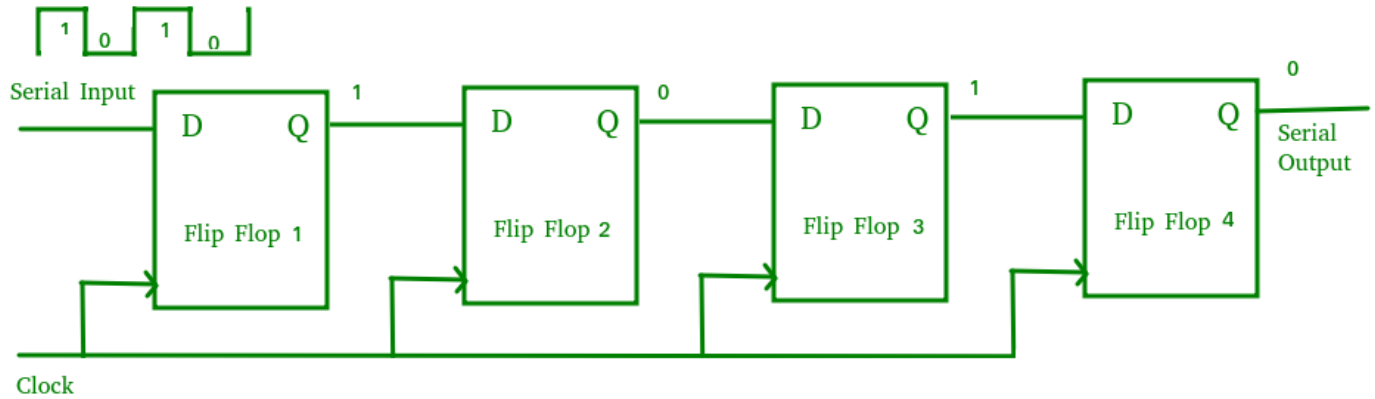 1 0 1 0
Serial Input
1
0
1
0
D Q
D Q
D Q
D Q
Serial
Output
Flip Flop 1
Flip Flop 2
Flip Flop 3
Flip Flop 4
Clock